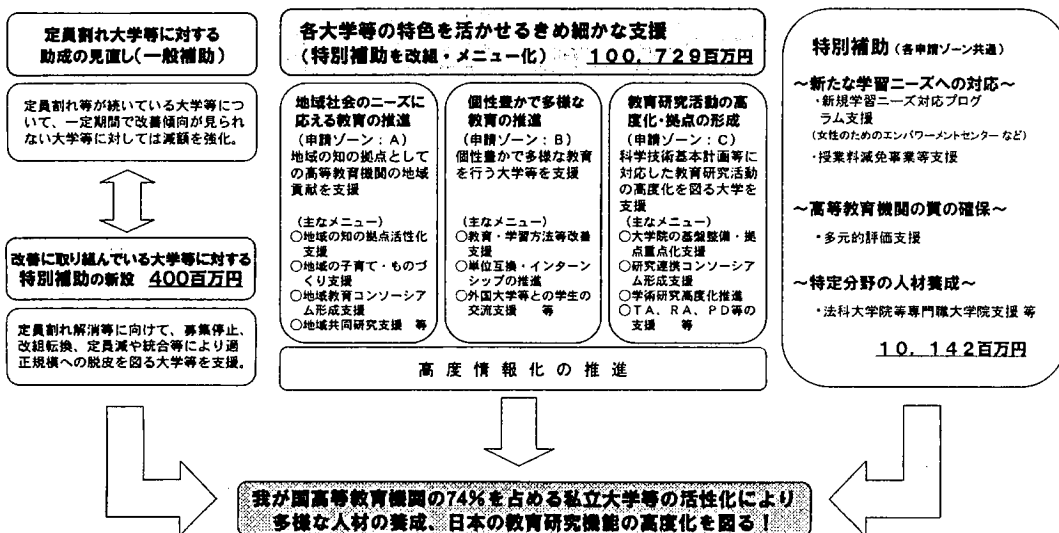 定員割れ大学等に対する
助成の見直し(一般補助)
定員割れ等が続いている大学等につ
いて、一定期間で改善傾向が見られ
ない大学等に対しては減額を強化。
改善に取り組んでいる大学等に対する
特別補助の新設 400百万円
定員割れ解消等に向けて、募集停止、
改組転換、定員減や統合等により適
正規模への脱皮を図る大学等を支援。
各大学等の特色を活かせるきめ細かな支援
(特別補助を改組・メニュー化) 100,729百万円
地域社会のニーズに
応える教育の推進
(申請ゾーン:A)
地域の知の拠点として
の高等教育機関の地域
貢献を支援
(主なメニュー)
○地域の知の拠点活性化
支援
○地域の子育て・ものづ
くり支援
○地域教育コンソーシア
ム形成支援
○地域共同研究支援 等
個性豊かで多様な
教育の推進
(申請ゾーン:B)
個性豊かで多様な教育
を行う大学等を支援
(主なメニュー)
○教育・学習方法等改善
支援
○単位互換・インターン
シップの推進
○外国大学等との学生の
交流支援 等
教育研究活動の高
度化・拠点の形成
(申請ゾーン:C)
科学技術基本計画等に
対応した教育研究活動
の高度化を図る大学を
支援
(主なメニュー)
○大学院の基盤整備・拠
点重点化支援
○研究連携コンソーシア
ム形成支援
○学術研究高度化推進
○TA、RA、PD等の
支援 等
高度情報化の推進
特別補助(各申請ゾーン共通)
~新たな学習ニーズへの対応~
・新規学習ニーズ対応プログ
ラム支援
(女性のためのエンパワーメントセンター など)
・授業料減免事業等支援
~高等教育機関の質の確保~
・多元的評価支援
~特定分野の人材養成~
・法科大学院等専門職大学院支援 等
10,142百万円
我が国高等教育機関の74%を占める私立大学等の活性化により
多様な人材の養成、日本の教育研究機能の高度化を図る!